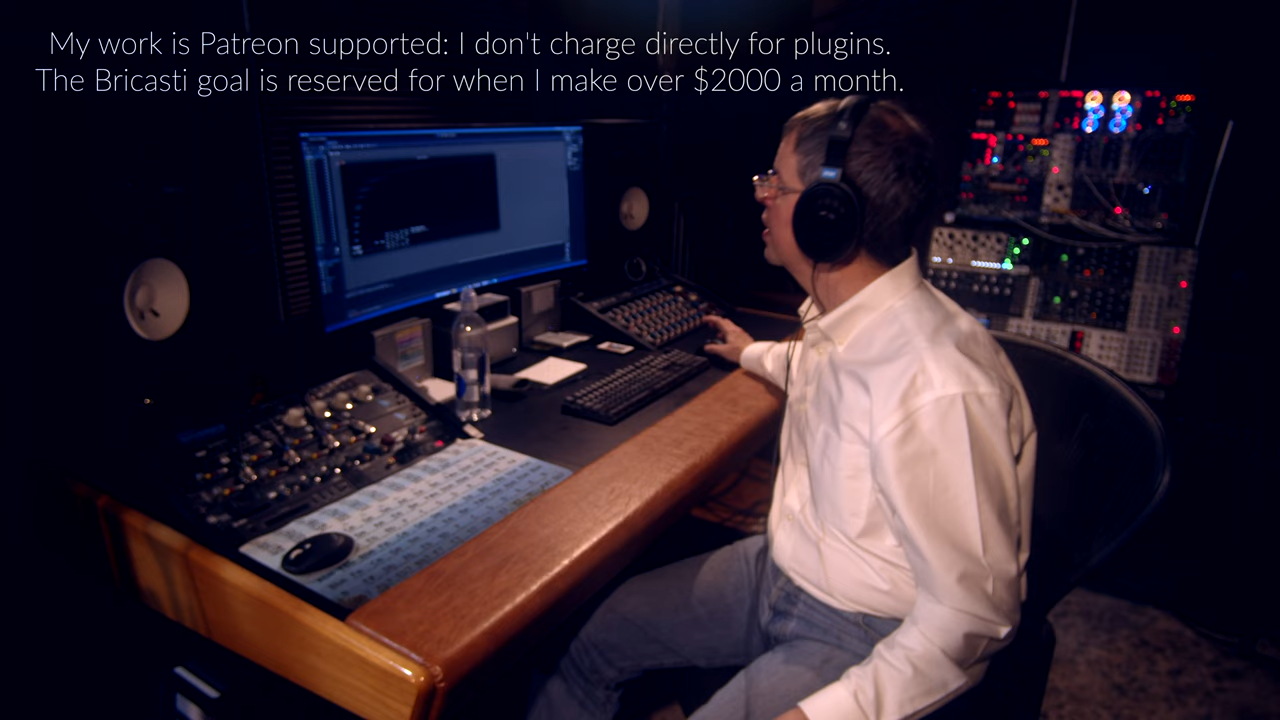 My work is Patreon supported: I don't charge directly for plugins.
The Bricasti goal is reserved for when I make over $2000 a month.